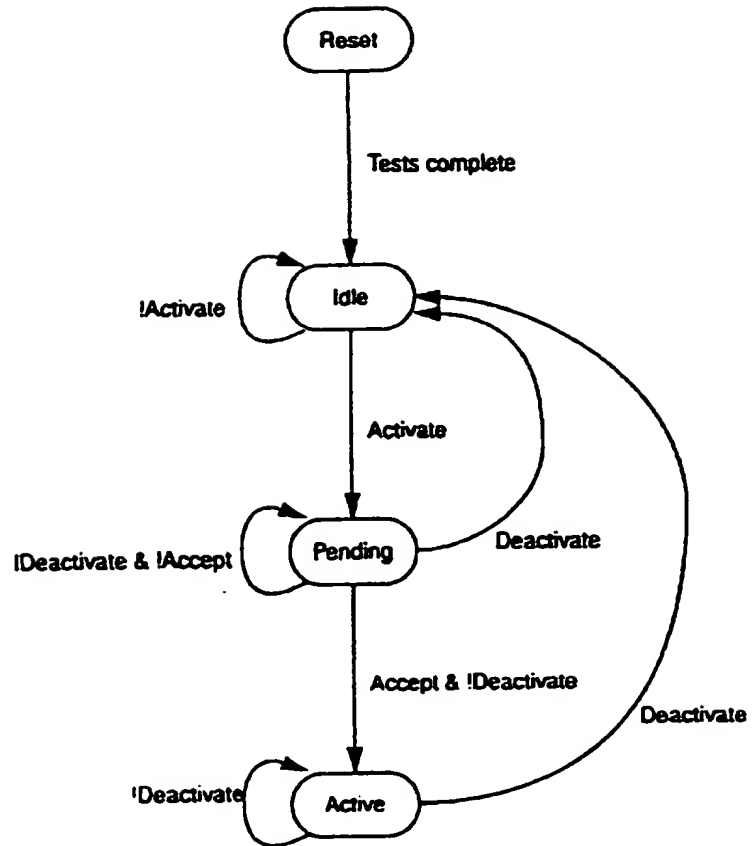 Reset
Tests complete
Idle
!Activate
Activate
Pending
!Deactivate & !Accept
Deactivate
Accept & !Deactivate
Deactivate
!Deactivate
Active